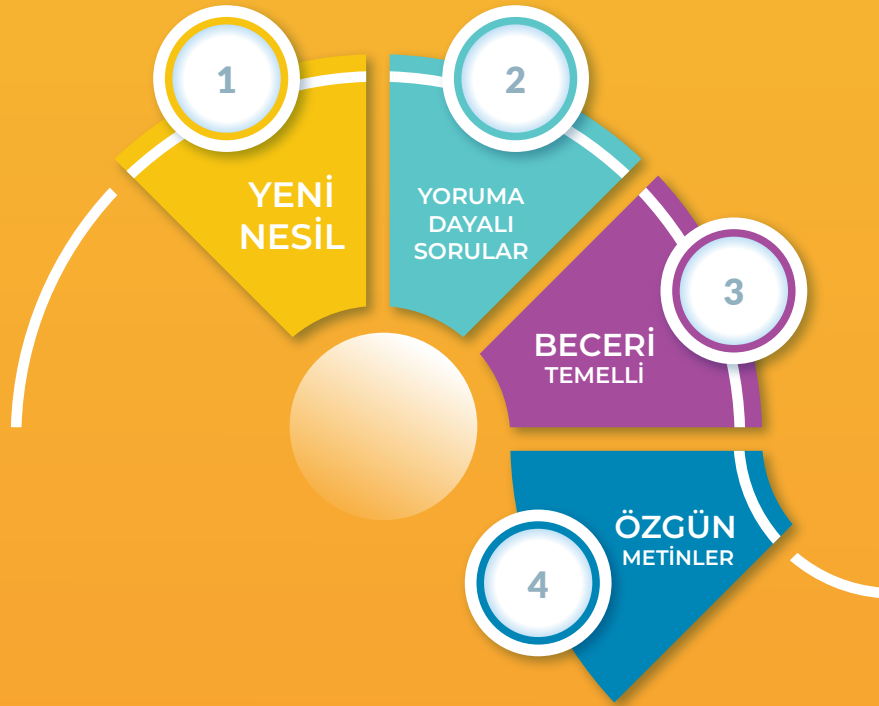 1
YENİ
NESİL
2
YORUMA
DAYALI
SORULAR
3
BECERİ
TEMELLİ
4
ÖZGÜN
METİNLER